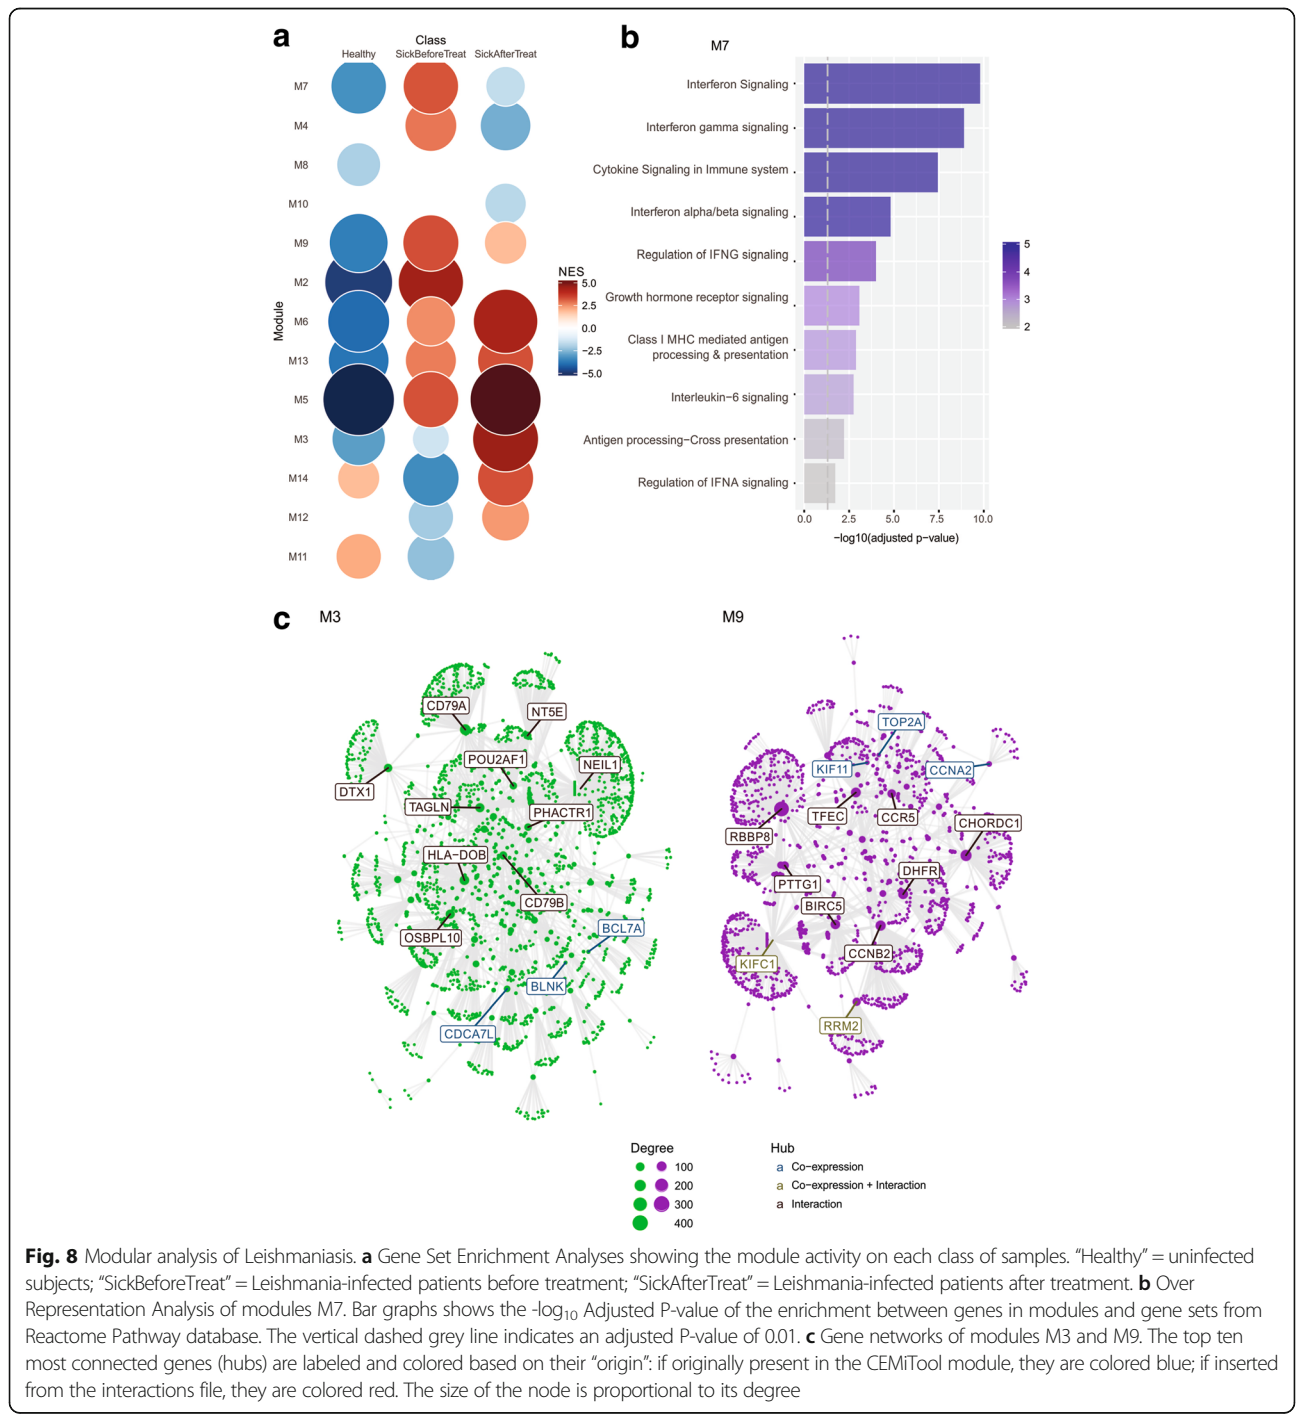 a
Class
Healthy SickBeforeTreat SickAfterTreat
Module
M7
M4
M8
M10
M9
M2
M6
M13
M5
M3
M14
M12
M11
NES
5.0
2.5
0.0
−2.5
−5.0
b
M7
Interferon Signaling
Interferon gamma signaling
Cytokine Signaling in Immune system
Interferon alpha/beta signaling
Regulation of IFNG signaling
Growth hormone receptor signaling
Class I MHC mediated antigen
processing & presentation
Interleukin−6 signaling
Antigen processing−Cross presentation
Regulation of IFNA signaling
0.0 2.5 5.0 7.5 10.0
−log10(adjusted p−value)
5
4
3
2
c
M3
CD79A
NT5E
POU2AF1
NEIL1
DTX1
TAGLN
PHACTR1
HLA−DOB
CD79B
OSBPL10
BCL7A
BLNK
CDCA7L
M9
TOP2A
KIF11
CCNA2
TFEC
CCR5
CHORDC1
RBBP8
DHFR
PTTG1
BIRC5
CCNB2
KIFC1
RRM2
Degree
100
200
300
400
Hub
a Co−expression
a Co−expression + Interaction
a Interaction
Fig. 8 Modular analysis of Leishmaniasis. a Gene Set Enrichment Analyses showing the module activity on each class of samples. “Healthy” = uninfected
subjects; “SickBeforeTreat” = Leishmania-infected patients before treatment; “SickAfterTreat” = Leishmania-infected patients after treatment. b Over
Representation Analysis of modules M7. Bar graphs shows the -log10 Adjusted P-value of the enrichment between genes in modules and gene sets from
Reactome Pathway database. The vertical dashed grey line indicates an adjusted P-value of 0.01. c Gene networks of modules M3 and M9. The top ten
most connected genes (hubs) are labeled and colored based on their “origin”: if originally present in the CEMiTool module, they are colored blue; if inserted
from the interactions file, they are colored red. The size of the node is proportional to its degree